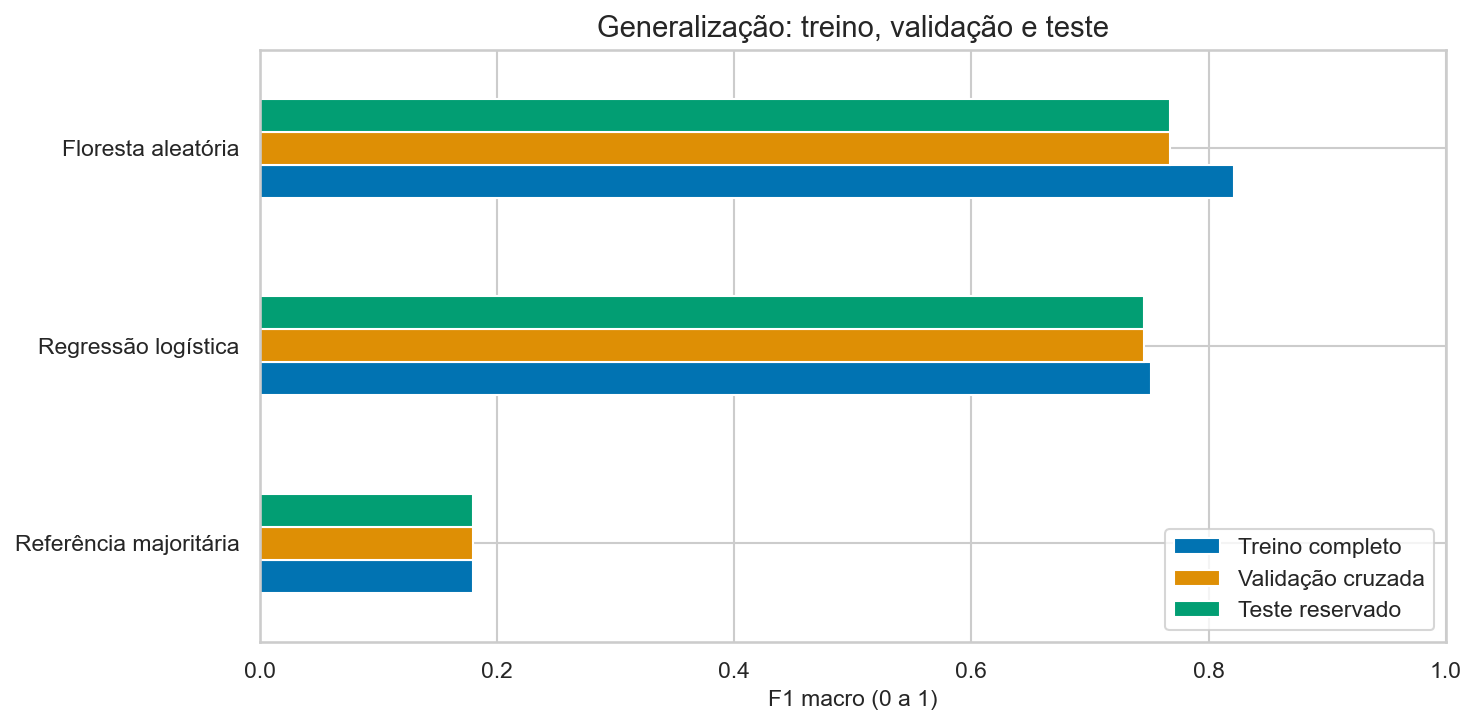 Generalização: treino, validação e teste
Floresta aleatória
Regressão logística
Referência majoritária
Treino completo
Validação cruzada
Teste reservado
0.0 0.2 0.4 0.6 0.8 1.0
F1 macro (0 a 1)